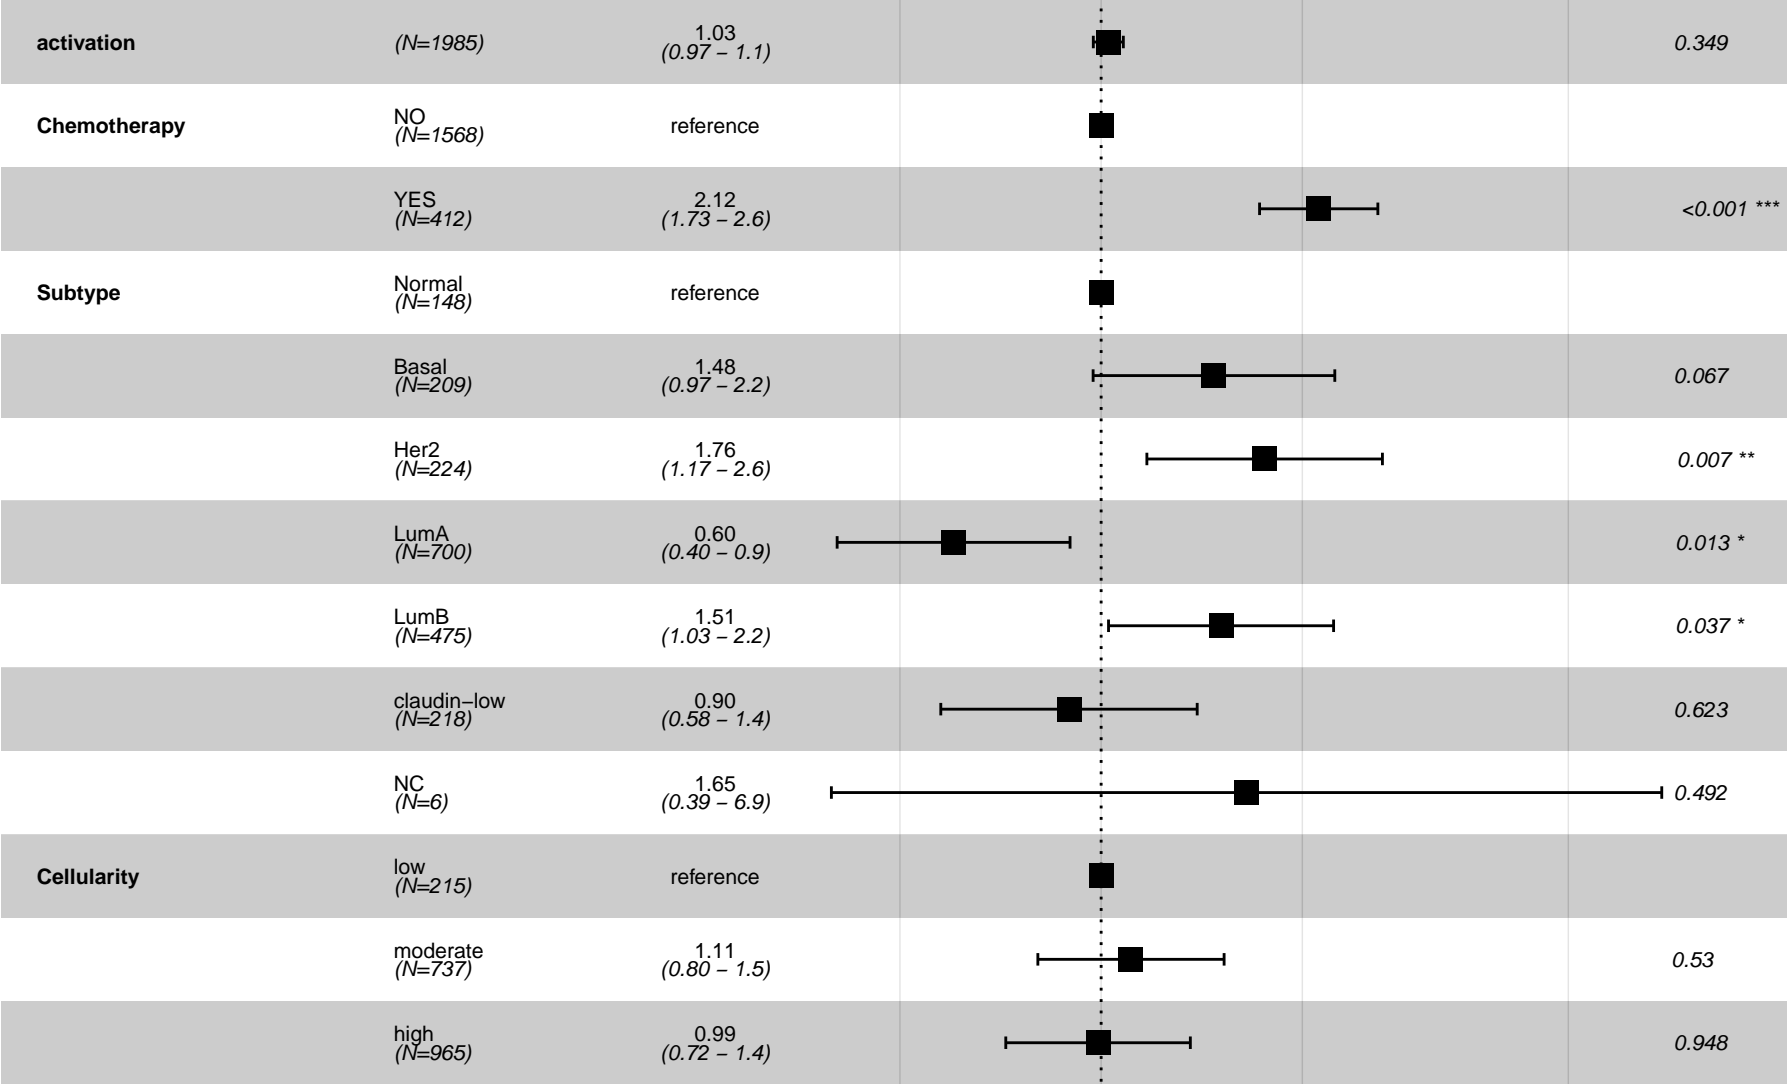 activation (N=1985) 1.03 (0.97 – 1.1) 0.349
Chemotherapy NO (N=1568) reference
YES (N=412) 2.12 (1.73 – 2.6) <0.001 ***
Subtype Normal (N=148) reference
Basal (N=209) 1.48 (0.97 – 2.2) 0.067
Her2 (N=224) 1.76 (1.17 – 2.6) 0.007 **
LumA (N=700) 0.60 (0.40 – 0.9) 0.013 *
LumB (N=475) 1.51 (1.03 – 2.2) 0.037 *
claudin−low (N=218) 0.90 (0.58 – 1.4) 0.623
NC (N=6) 1.65 (0.39 – 6.9) 0.492
Cellularity low (N=215) reference
moderate (N=737) 1.11 (0.80 – 1.5) 0.53
high (N=965) 0.99 (0.72 – 1.4) 0.948